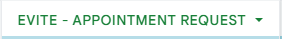 EVITE - APPOINTMENT REQUEST